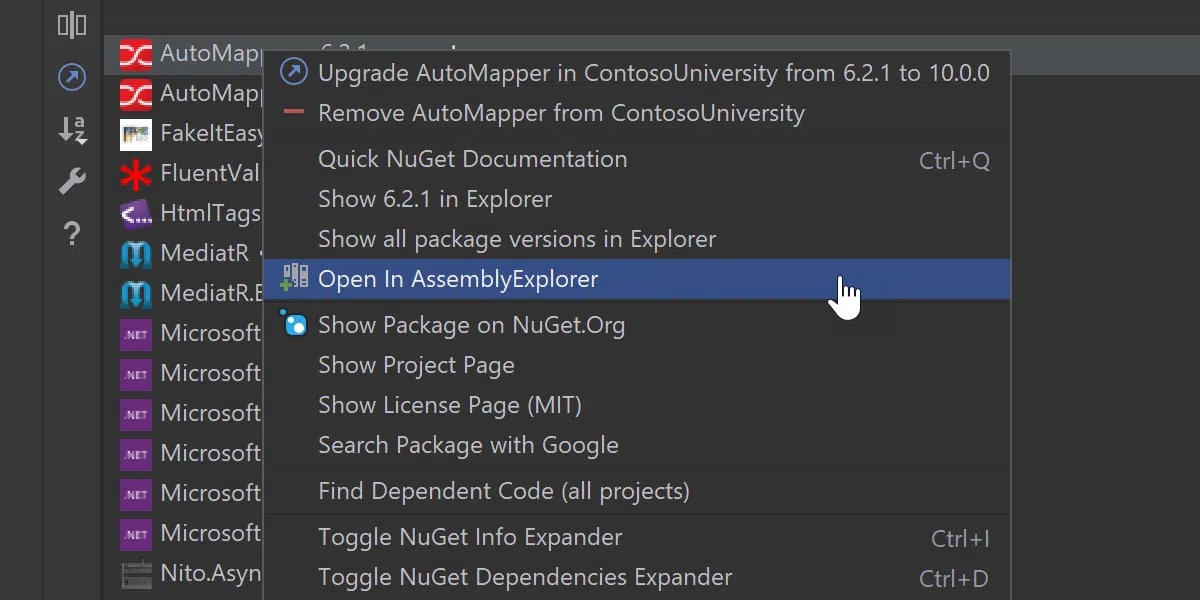 AutoMapp
Upgrade AutoMapper in ContosoUniversity from 6.2.1 to 10.0.0
AutoMapp
Remove AutoMapper from ContosoUniversity
FakeItEasy
Quick NuGet Documentation Ctrl+Q
FluentVal
Show 6.2.1 in Explorer
HtmlTags
Show all package versions in Explorer
MediatR
Open In AssemblyExplorer
MediatR.E
Show Package on NuGet.Org
.NET Microsoft
Show Project Page
.NET Microsoft
Show License Page (MIT)
.NET Microsoft
Search Package with Google
.NET Microsoft
Find Dependent Code (all projects)
.NET Microsoft
Toggle NuGet Info Expander Ctrl+I
.NET Microsoft
Toggle NuGet Dependencies Expander Ctrl+D
Nito.Asyn